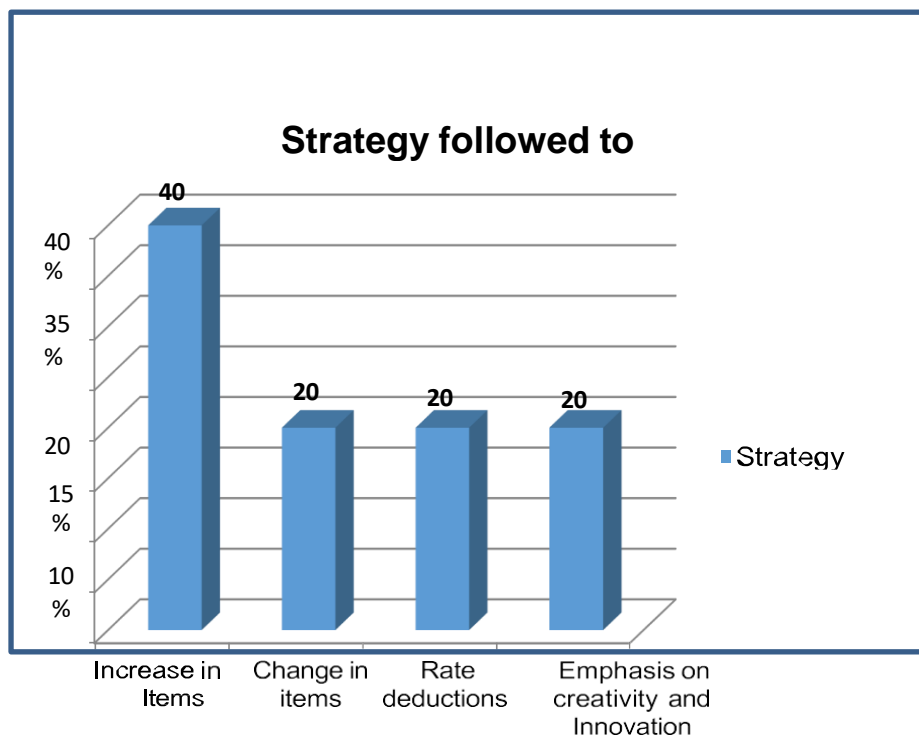 Strategy followed to
40
40
%
35
%
20
20
20
20
15
%
10
%
Strategy
Increase in
Items
Change in
items
Rate
deductions
Emphasis on
creativity and
Innovation